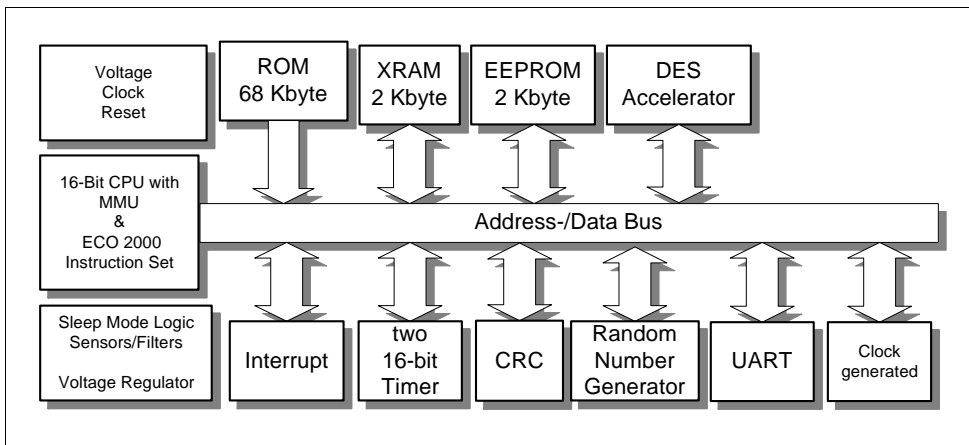 Voltage
Clock
Reset
ROM
68 Kbyte
XRAM
2 Kbyte
EEPROM
2 Kbyte
DES
Accelerator
16-Bit CPU with
MMU
&
ECO 2000
Instruction Set
Address-/Data Bus
Sleep Mode Logic
Sensors/Filters
Voltage Regulator
Interrupt
two
16-bit
Timer
CRC
Random
Number
Generator
UART
Clock
generated